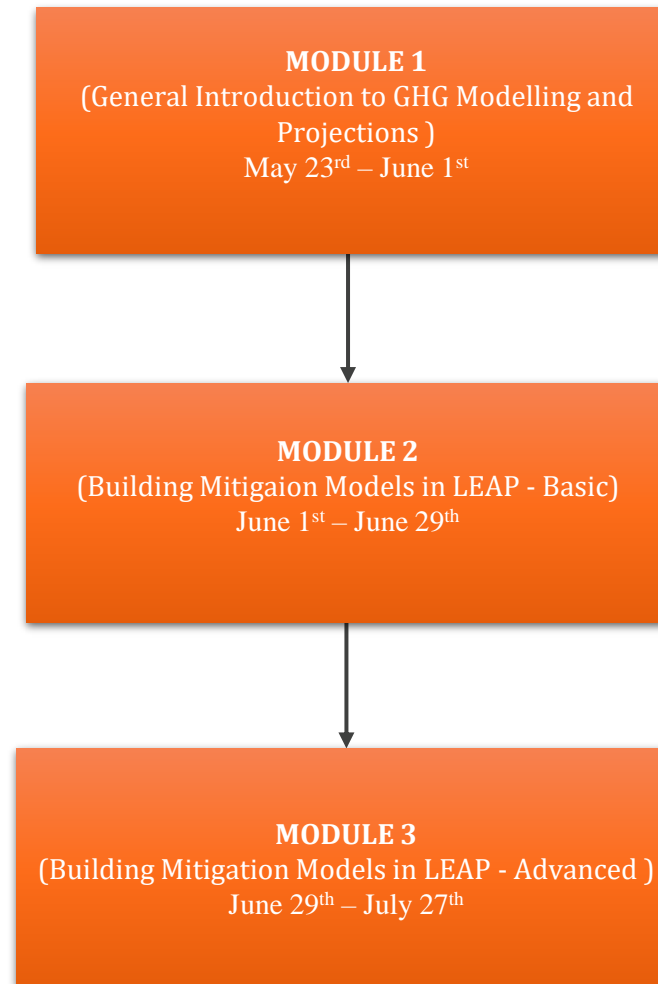 MODULE 1
(General Introduction to GHG Modelling and
Projections )
May 23rd – June 1st
MODULE 2
(Building Mitigaion Models in LEAP - Basic)
June 1st – June 29th
MODULE 3
(Building Mitigation Models in LEAP - Advanced )
June 29th – July 27th